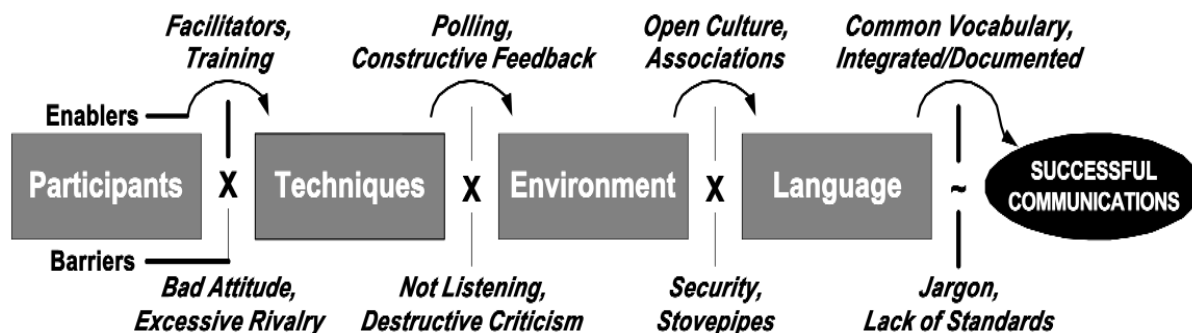 Facilitators,
Training
Polling,
Constructive Feedback
Open Culture,
Associations
Common Vocabulary,
Integrated/Documented
Enablers
Participants
X
Techniques
X
Environment
X
Language
~
SUCCESSFUL
COMMUNICATIONS
Barriers
Bad Attitude,
Excessive Rivalry
Not Listening,
Destructive Criticism
Security,
Stovepipes
Jargon,
Lack of Standards